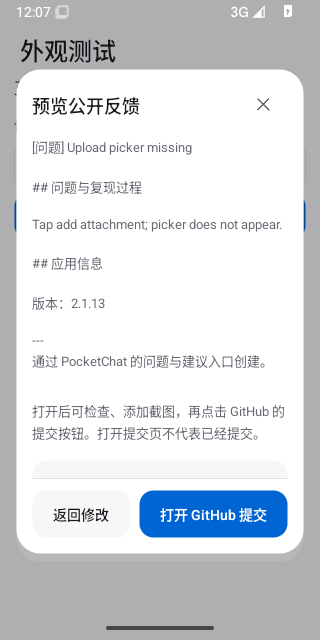 12:07
3G
外观测试
预览公开反馈
[问题] Upload picker missing
## 问题与复现过程
Tap add attachment; picker does not appear.
## 应用信息
版本：2.1.13
---
通过 PocketChat 的问题与建议入口创建。
打开后可检查、添加截图，再点击 GitHub 的
提交按钮。打开提交页不代表已经提交。
返回修改
打开 GitHub 提交